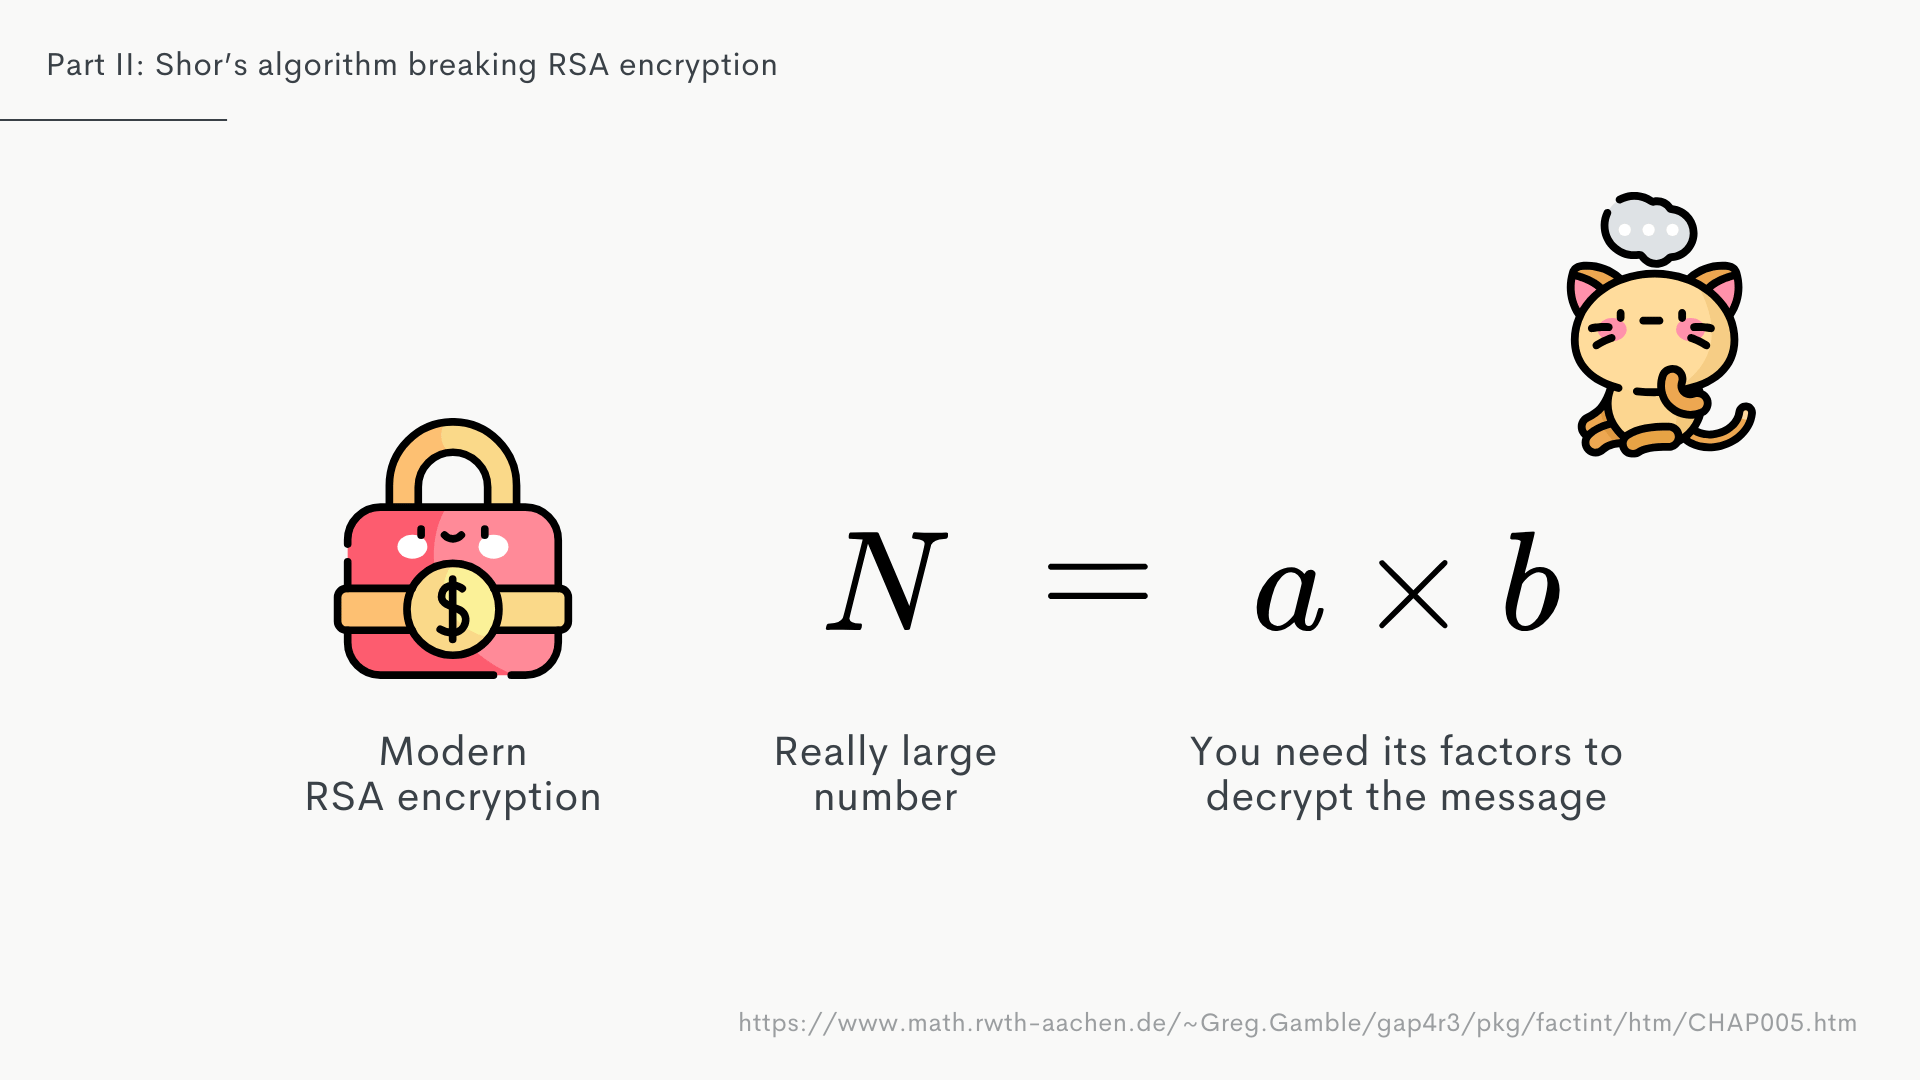 Part II: Shor's algorithm breaking RSA encryption
$
N = a × b
Modern
RSA encryption
Really large
number
You need its factors to
decrypt the message
https://www.math.rwth-aachen.de/~Greg.Gamble/gap4r3/pkg/factint/htm/CHAP005.htm